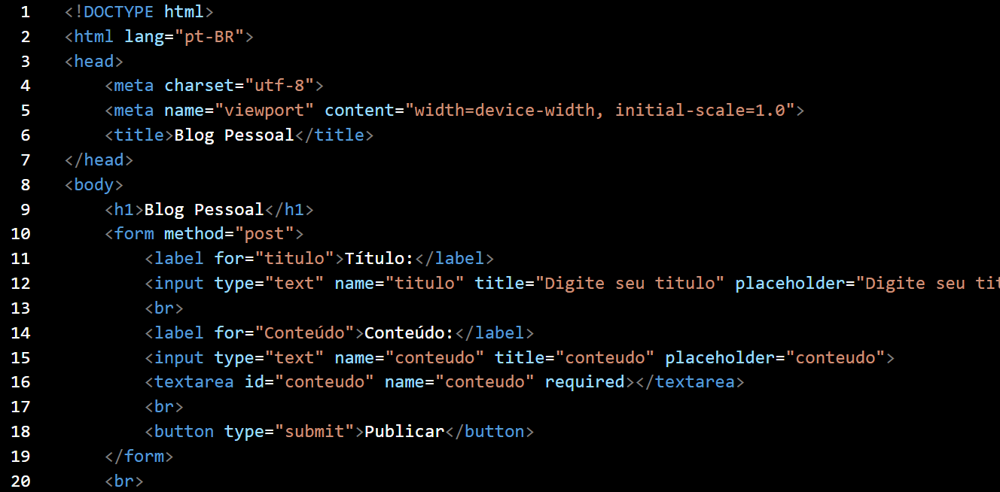 1 <!DOCTYPE html>
2 <html lang="pt-BR">
3 <head>
4 <meta charset="utf-8">
5 <meta name="viewport" content="width=device-width, initial-scale=1.0">
6 <title>Blog Pessoal</title>
7 </head>
8 <body>
9 <h1>Blog Pessoal</h1>
10 <form method="post">
11 <label for="titulo">Título:</label>
12 <input type="text" name="titulo" title="Digite seu titulo" placeholder="Digite seu tit
13 <br>
14 <label for="Conteúdo">Conteúdo:</label>
15 <input type="text" name="conteudo" title="conteudo" placeholder="conteudo">
16 <textarea id="conteudo" name="conteudo" required></textarea>
17 <br>
18 <button type="submit">Publicar</button>
19 </form>
20 <br>